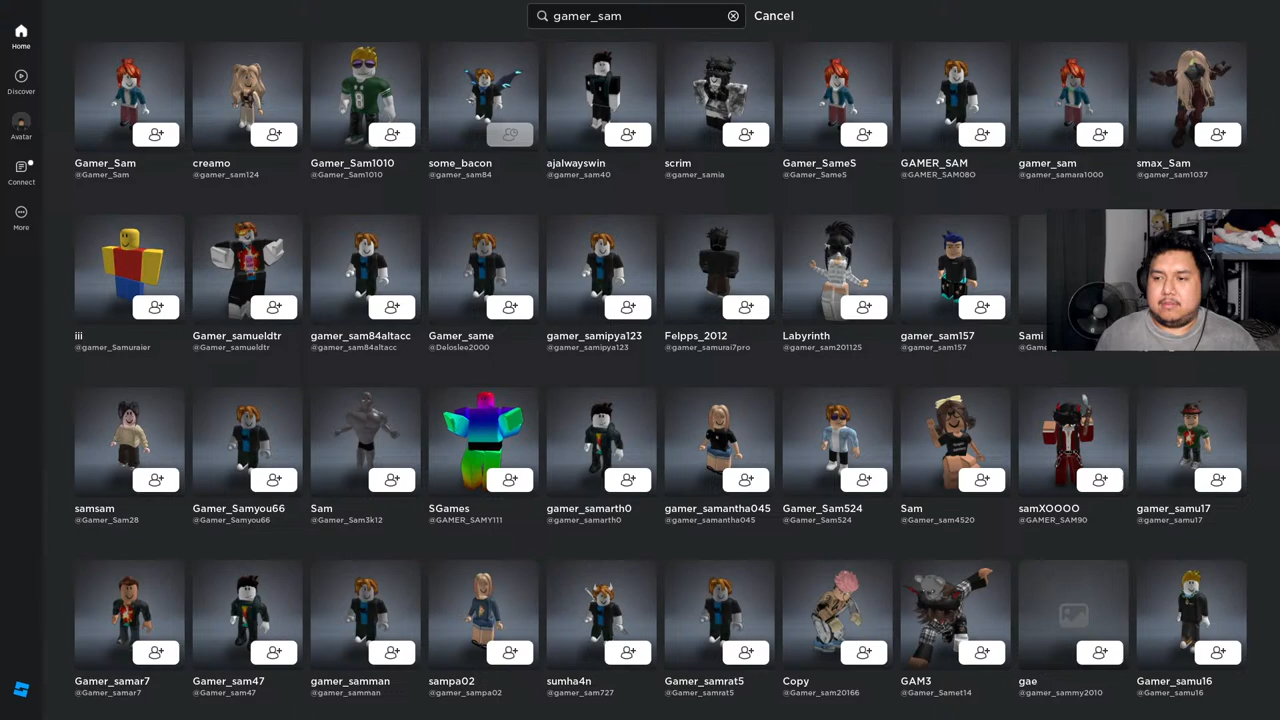 gamer_sam
Cancel
Home
Discover
Avatar
Connect
More
Gamer_Sam
@Gamer_Sam
creamo
@gamer_sam124
Gamer_Sam1010
@Gamer_Sam1010
some_bacon
@gamer_sam84
ajalwayswin
@gamer_sam40
scrim
@gamer_samia
Gamer_SameS
@Gamer_SameS
GAMER_SAM
@GAMER_SAM08O
gamer_sam
@gamer_samara1000
smax_Sam
@gamer_sam1037
iii
@gamer_Samuraier
Gamer_samueldtr
@Gamer_samueldtr
gamer_sam84altacc
@gamer_sam84altacc
Gamer_same
@Deloslee2000
gamer_samipya123
@gamer_samipya123
Felpps_2012
@gamer_samurai7pro
Labyrinth
@gamer_sam201125
gamer_sam157
@gamer_sam157
Sami
@Game
samsam
@Gamer_Sam28
Gamer_Samyou66
@Gamer_Samyou66
Sam
@Gamer_Sam3k12
SGames
@GAMER_SAMY111
gamer_samarth0
@gamer_samarth0
gamer_samantha045
@gamer_samantha045
Gamer_Sam524
@Gamer_Sam524
Sam
@Gamer_sam4520
samXOOOO
@GAMER_SAM90
gamer_samu17
@gamer_samu17
Gamer_samar7
@Gamer_samar7
Gamer_sam47
@Gamer_sam47
gamer_samman
@gamer_samman
sampa02
@gamer_sampa02
sumha4n
@gamer_sam727
Gamer_samrat5
@Gamer_samrat5
Copy
@Gamer_sam20166
GAM3
@Gamer_Samet14
gae
@gamer_sammy2010
Gamer_samu16
@Gamer_samu16